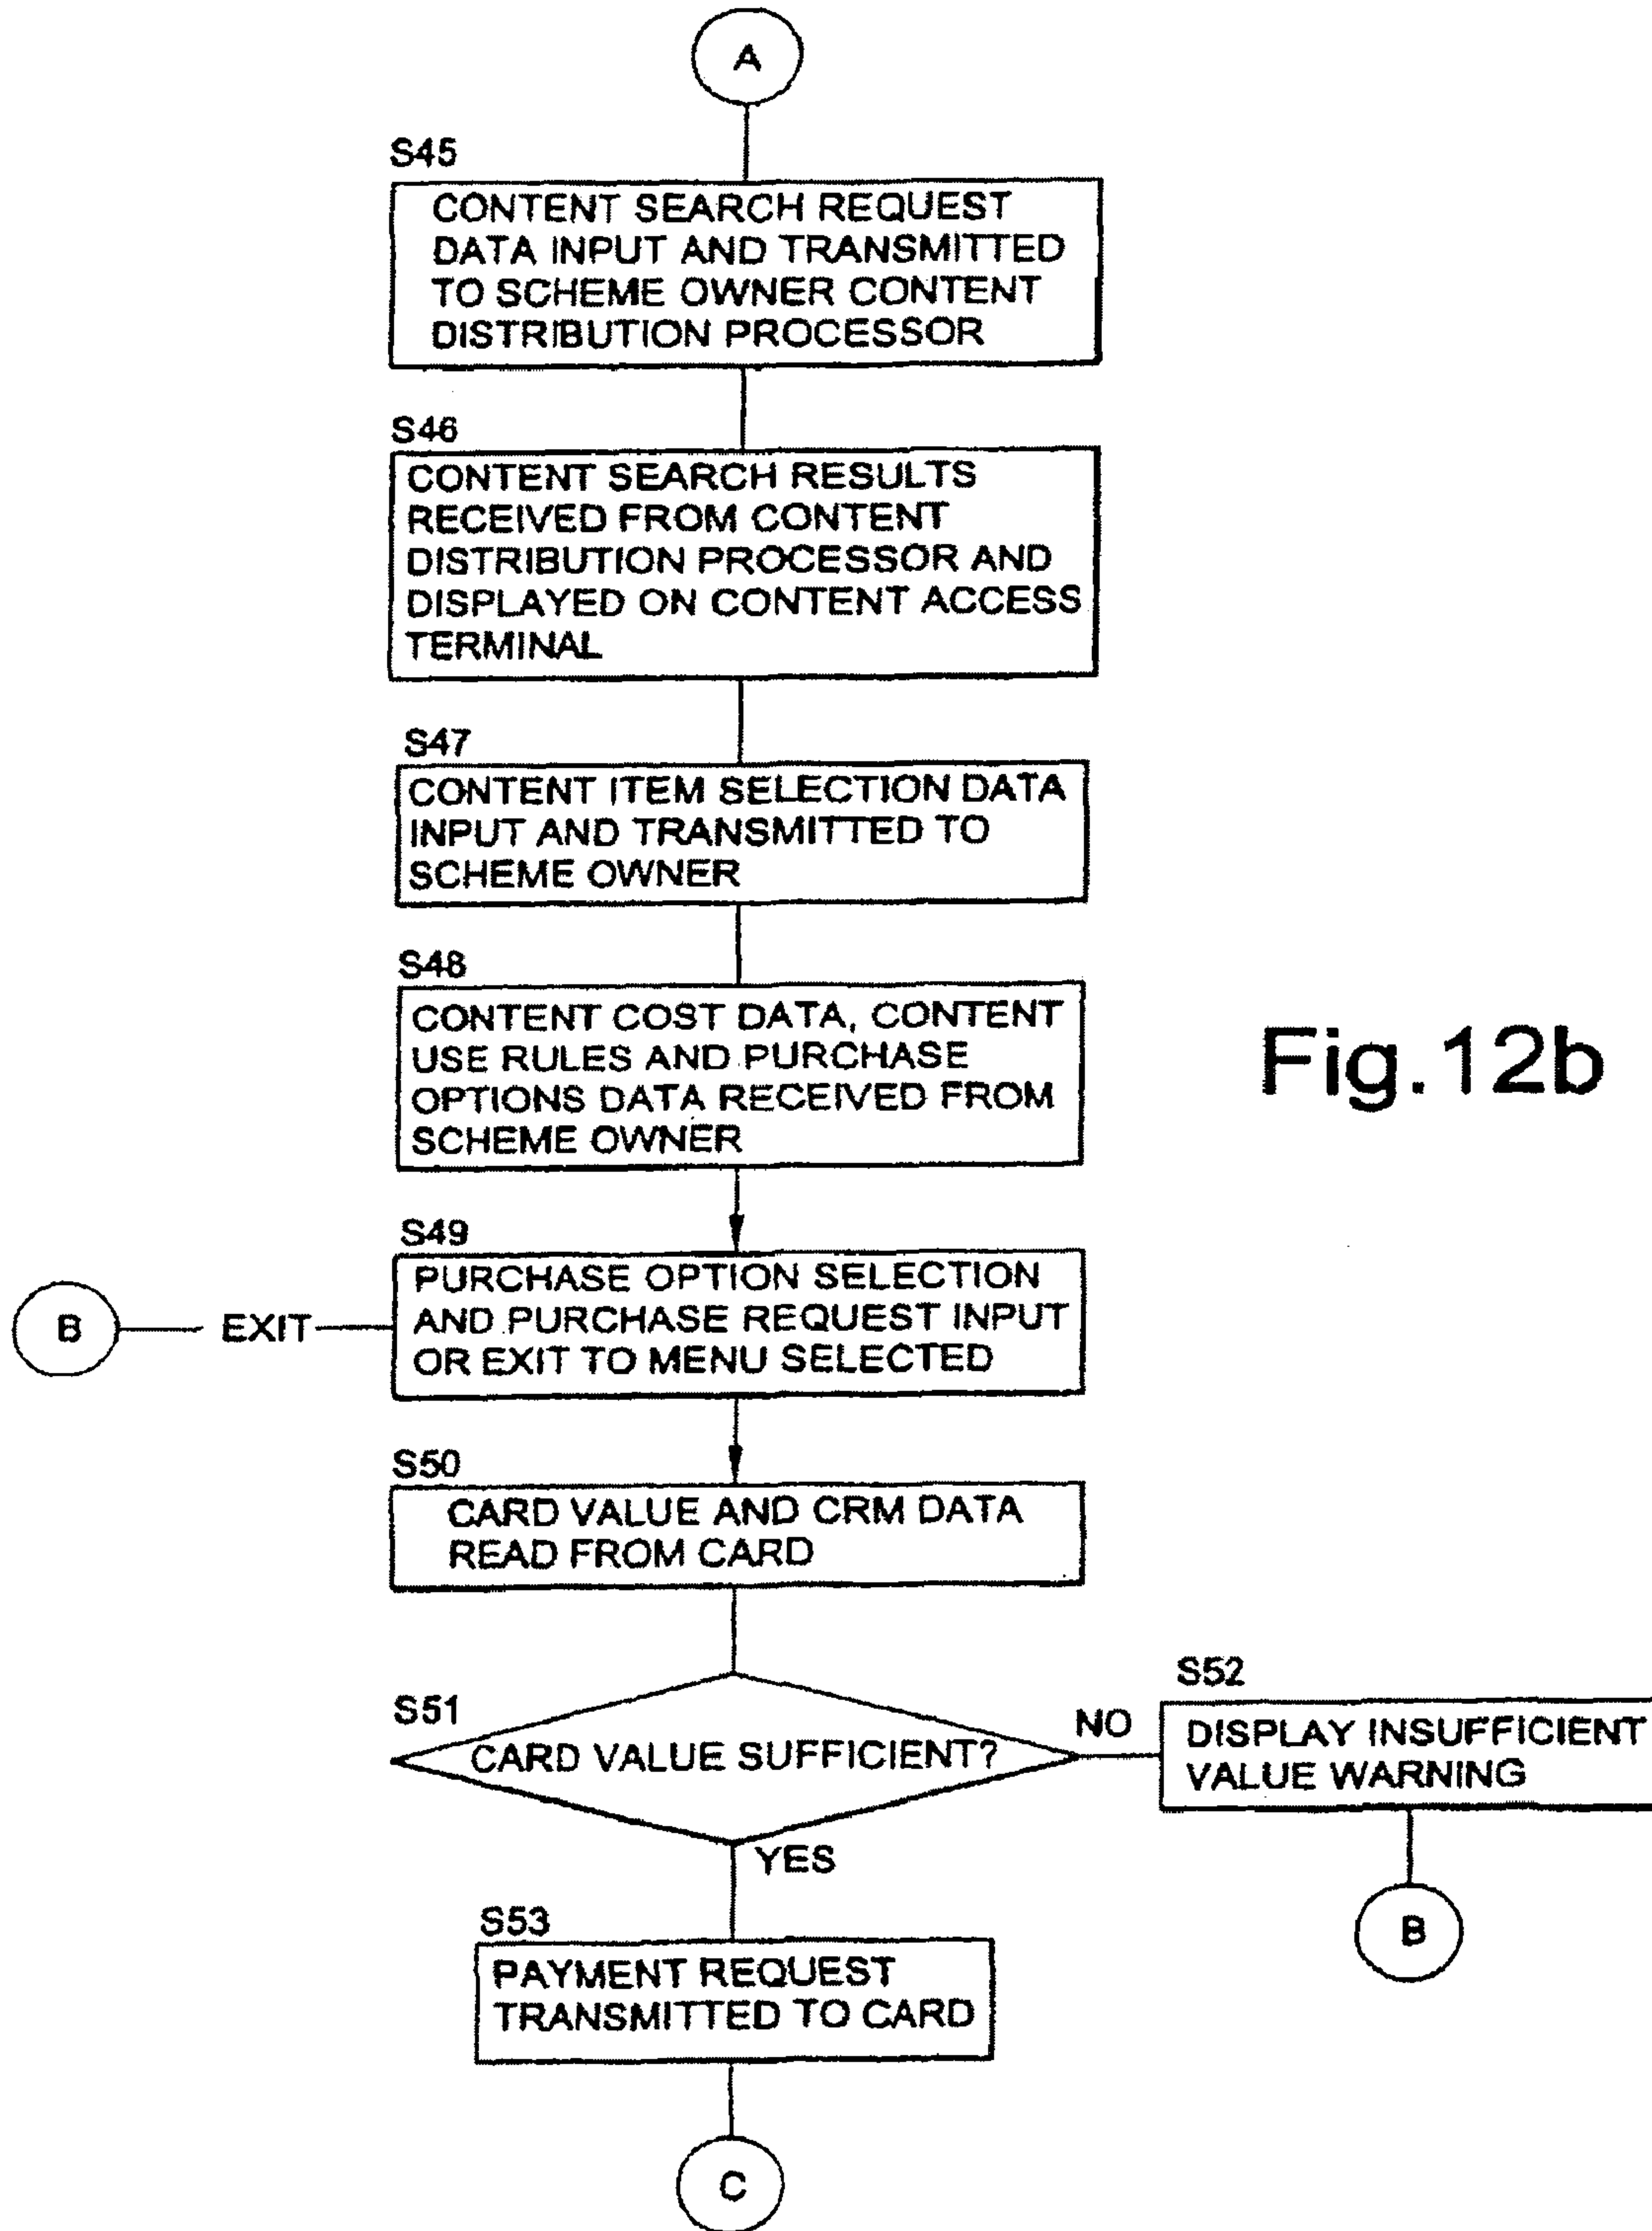 A
S45
CONTENT SEARCH REQUEST
DATA INPUT AND TRANSMITTED
TO SCHEME OWNER CONTENT
DISTRIBUTION PROCESSOR
S46
CONTENT SEARCH RESULTS
RECEIVED FROM CONTENT
DISTRIBUTION PROCESSOR AND
DISPLAYED ON CONTENT ACCESS
TERMINAL
S47
CONTENT ITEM SELECTION DATA
INPUT AND TRANSMITTED TO
SCHEME OWNER
S48
CONTENT COST DATA, CONTENT
USE RULES AND PURCHASE
OPTIONS DATA RECEIVED FROM
SCHEME OWNER
Fig.12b
S49
PURCHASE OPTION SELECTION
AND PURCHASE REQUEST INPUT
OR EXIT TO MENU SELECTED
B
EXIT
S50
CARD VALUE AND CRM DATA
READ FROM CARD
S51
CARD VALUE SUFFICIENT?
NO
S52
DISPLAY INSUFFICIENT
VALUE WARNING
B
YES
S53
PAYMENT REQUEST
TRANSMITTED TO CARD
C